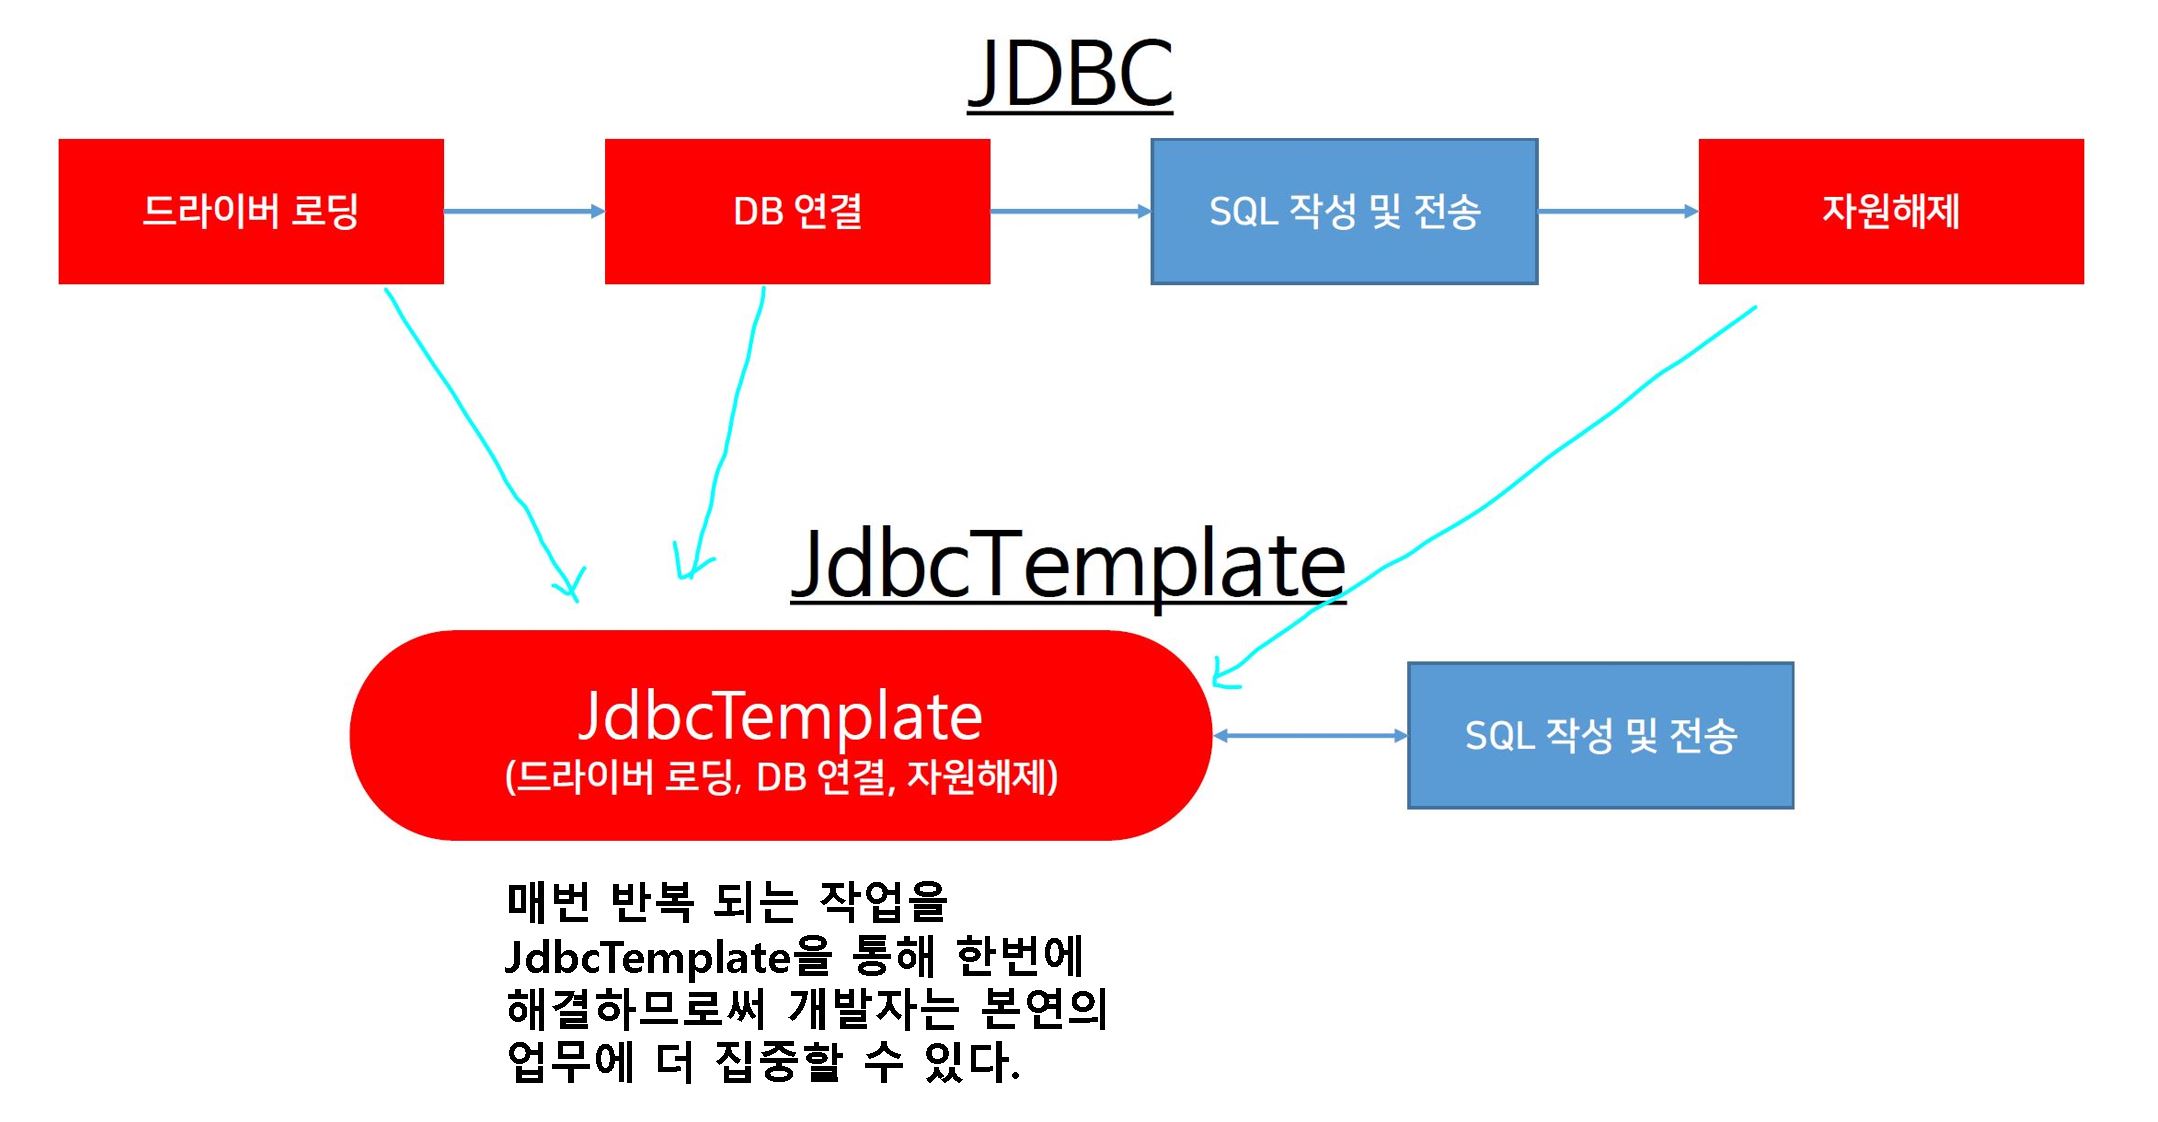 JDBC
드라이버 로딩
DB 연결
SQL 작성 및 전송
자원해제
JdbcTemplate
JdbcTemplate
(드라이버 로딩, DB 연결, 자원해제)
SQL 작성 및 전송
매번 반복 되는 작업을
JdbcTemplate을 통해 한번에
해결하므로써 개발자는 본연의
업무에 더 집중할 수 있다.